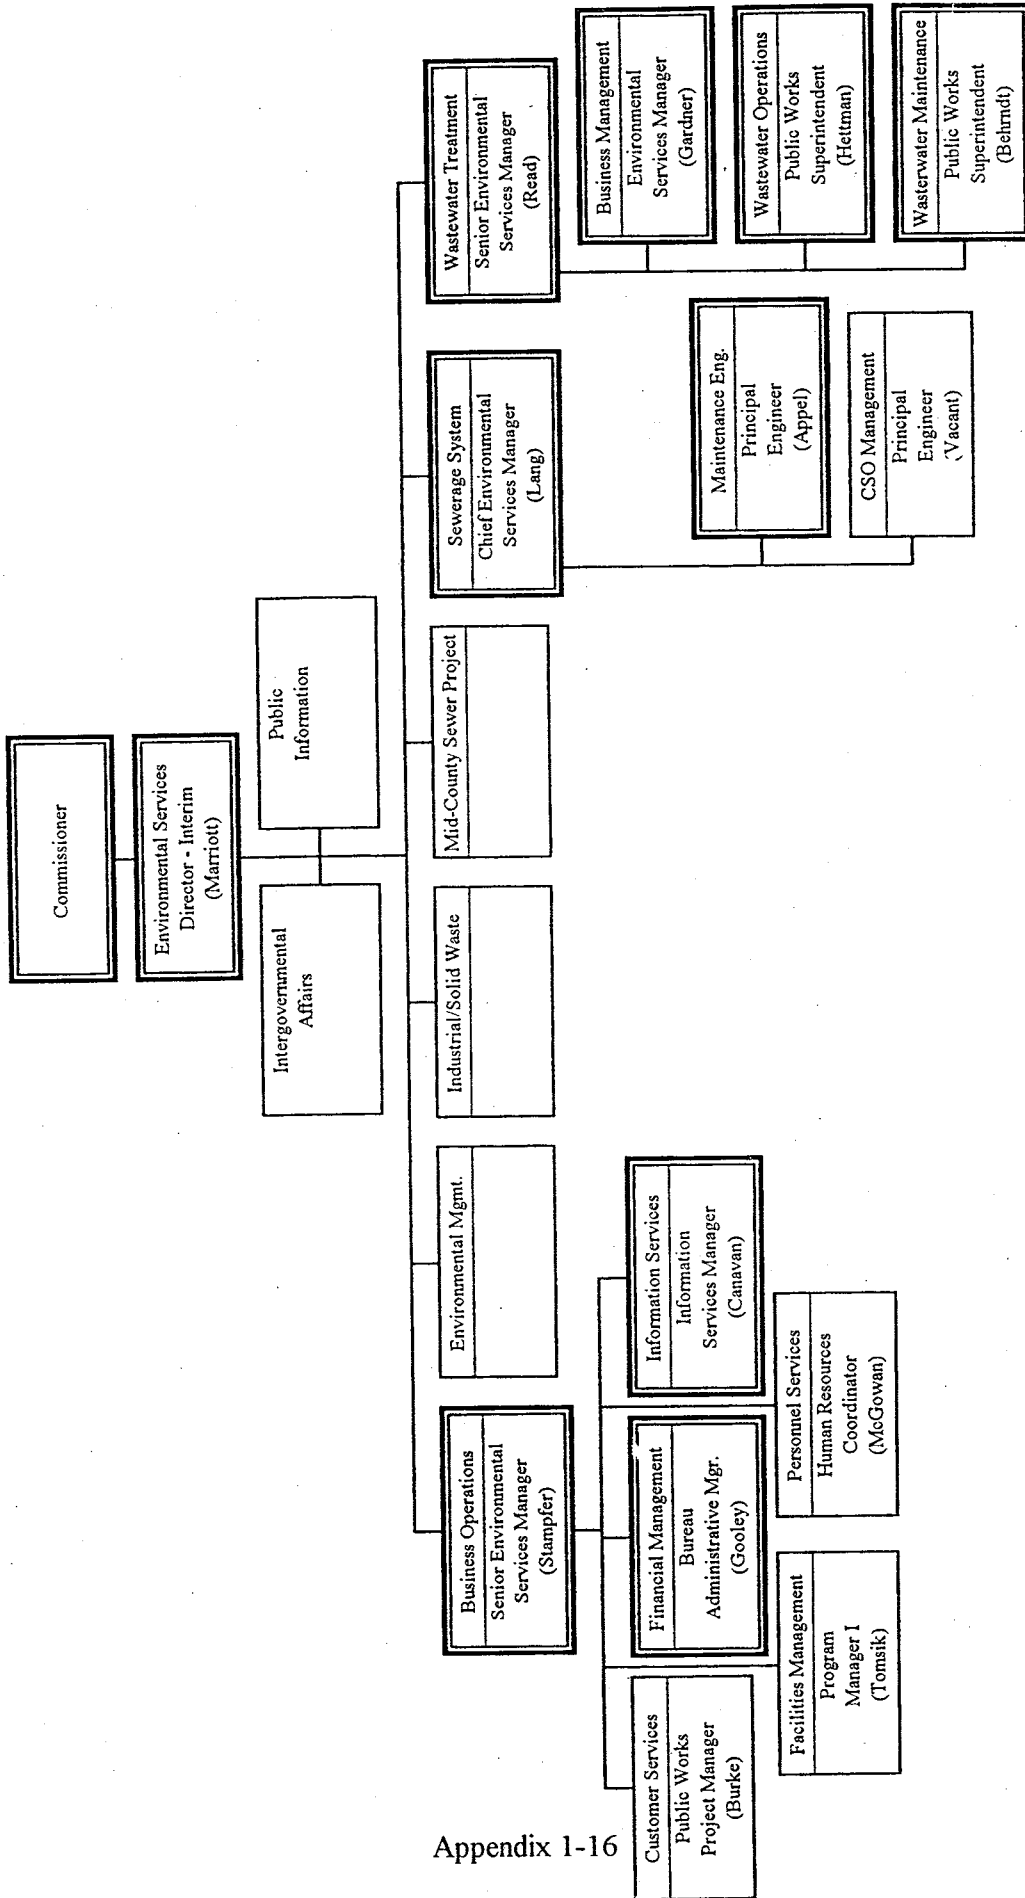 Commissioner
Environmental Services
Director - Interim
(Marriott)
Intergovernmental
Affairs
Public
Information
Business Operations
Senior Environmental
Services Manager
(Stampfer)
Environmental Mgmt.
Industrial/Solid Waste
Mid-County Sewer Project
Sewerage System
Chief Environmental
Services Manager
(Lang)
Wastewater Treatment
Senior Environmental
Services Manager
(Read)
Customer Services
Public Works
Project Manager
(Burke)
Financial Management
Bureau
Administrative Mgr.
(Gooley)
Information Services
Information
Services Manager
(Canavan)
Facilities Management
Program
Manager I
(Tomsik)
Personnel Services
Human Resources
Coordinator
(McGowan)
Maintenance Eng.
Principal
Engineer
(Appel)
CSO Management
Principal
Engineer
(Vacant)
Business Management
Environmental
Services Manager
(Gardner)
Wastewater Operations
Public Works
Superintendent
(Hettman)
Wasterwater Maintenance
Public Works
Superintendent
(Behrndt)
Appendix 1-16